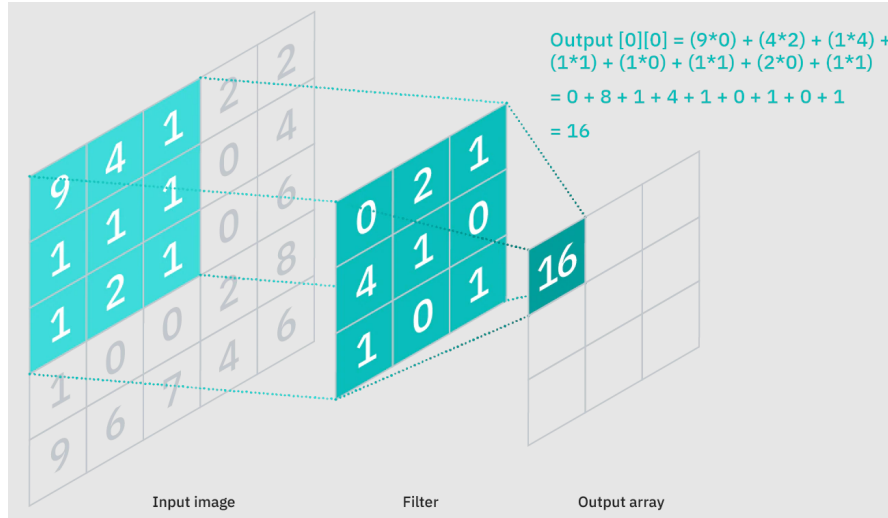 Output [0][0] = (9*0) + (4*2) + (1*4) +
(1*1) + (1*0) + (1*1) + (2*0) + (1*1)
= 0 + 8 + 1 + 4 + 1 + 0 + 1 + 0 + 1
= 16
9 4 1 2 2
1 1 1 0 4
1 2 1 0 6
1 0 0 2 8
9 6 7 4 6
0 2 1
4 1 0
1 0 1
16
Input image
Filter
Output array